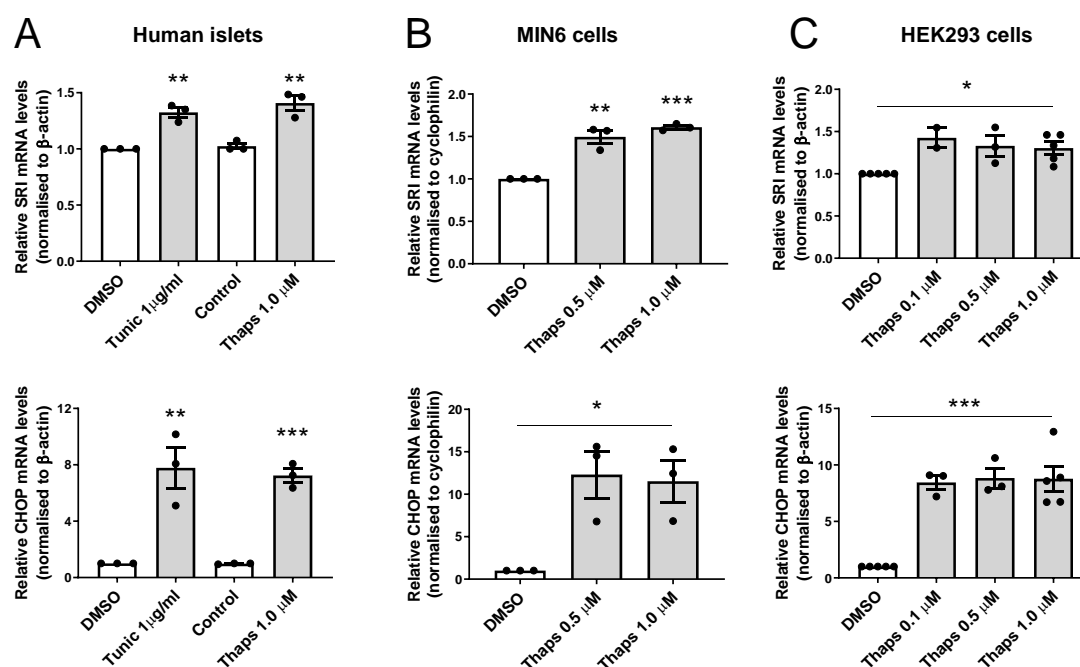 A
Human islets
Relative SRI mRNA levels
(normalised to β-actin)
1.5
1.0
0.5
0.0
**
**
DMSO
Tunic 1μg/ml
Control
Thaps 1.0 μM
B
MIN6 cells
Relative SRI mRNA levels
(normalised to cyclophilin)
2.0
1.5
1.0
0.5
0.0
**
***
DMSO
Thaps 0.5 μM
Thaps 1.0 μM
C
HEK293 cells
Relative SRI mRNA levels
(normalised to β-actin)
2.0
1.5
1.0
0.5
0.0
*
DMSO
Thaps 0.1 μM
Thaps 0.5 μM
Thaps 1.0 μM
Relative CHOP mRNA levels
(normalised to β-actin)
12
8
4
0
**
***
DMSO
Tunic 1μg/ml
Control
Thaps 1.0 μM
Relative CHOP mRNA levels
(normalised to cyclophilin)
20
15
10
5
0
*
DMSO
Thaps 0.5 μM
Thaps 1.0 μM
Relative CHOP mRNA levels
(normalised to β-actin)
15
10
5
0
***
DMSO
Thaps 0.1 μM
Thaps 0.5 μM
Thaps 1.0 μM